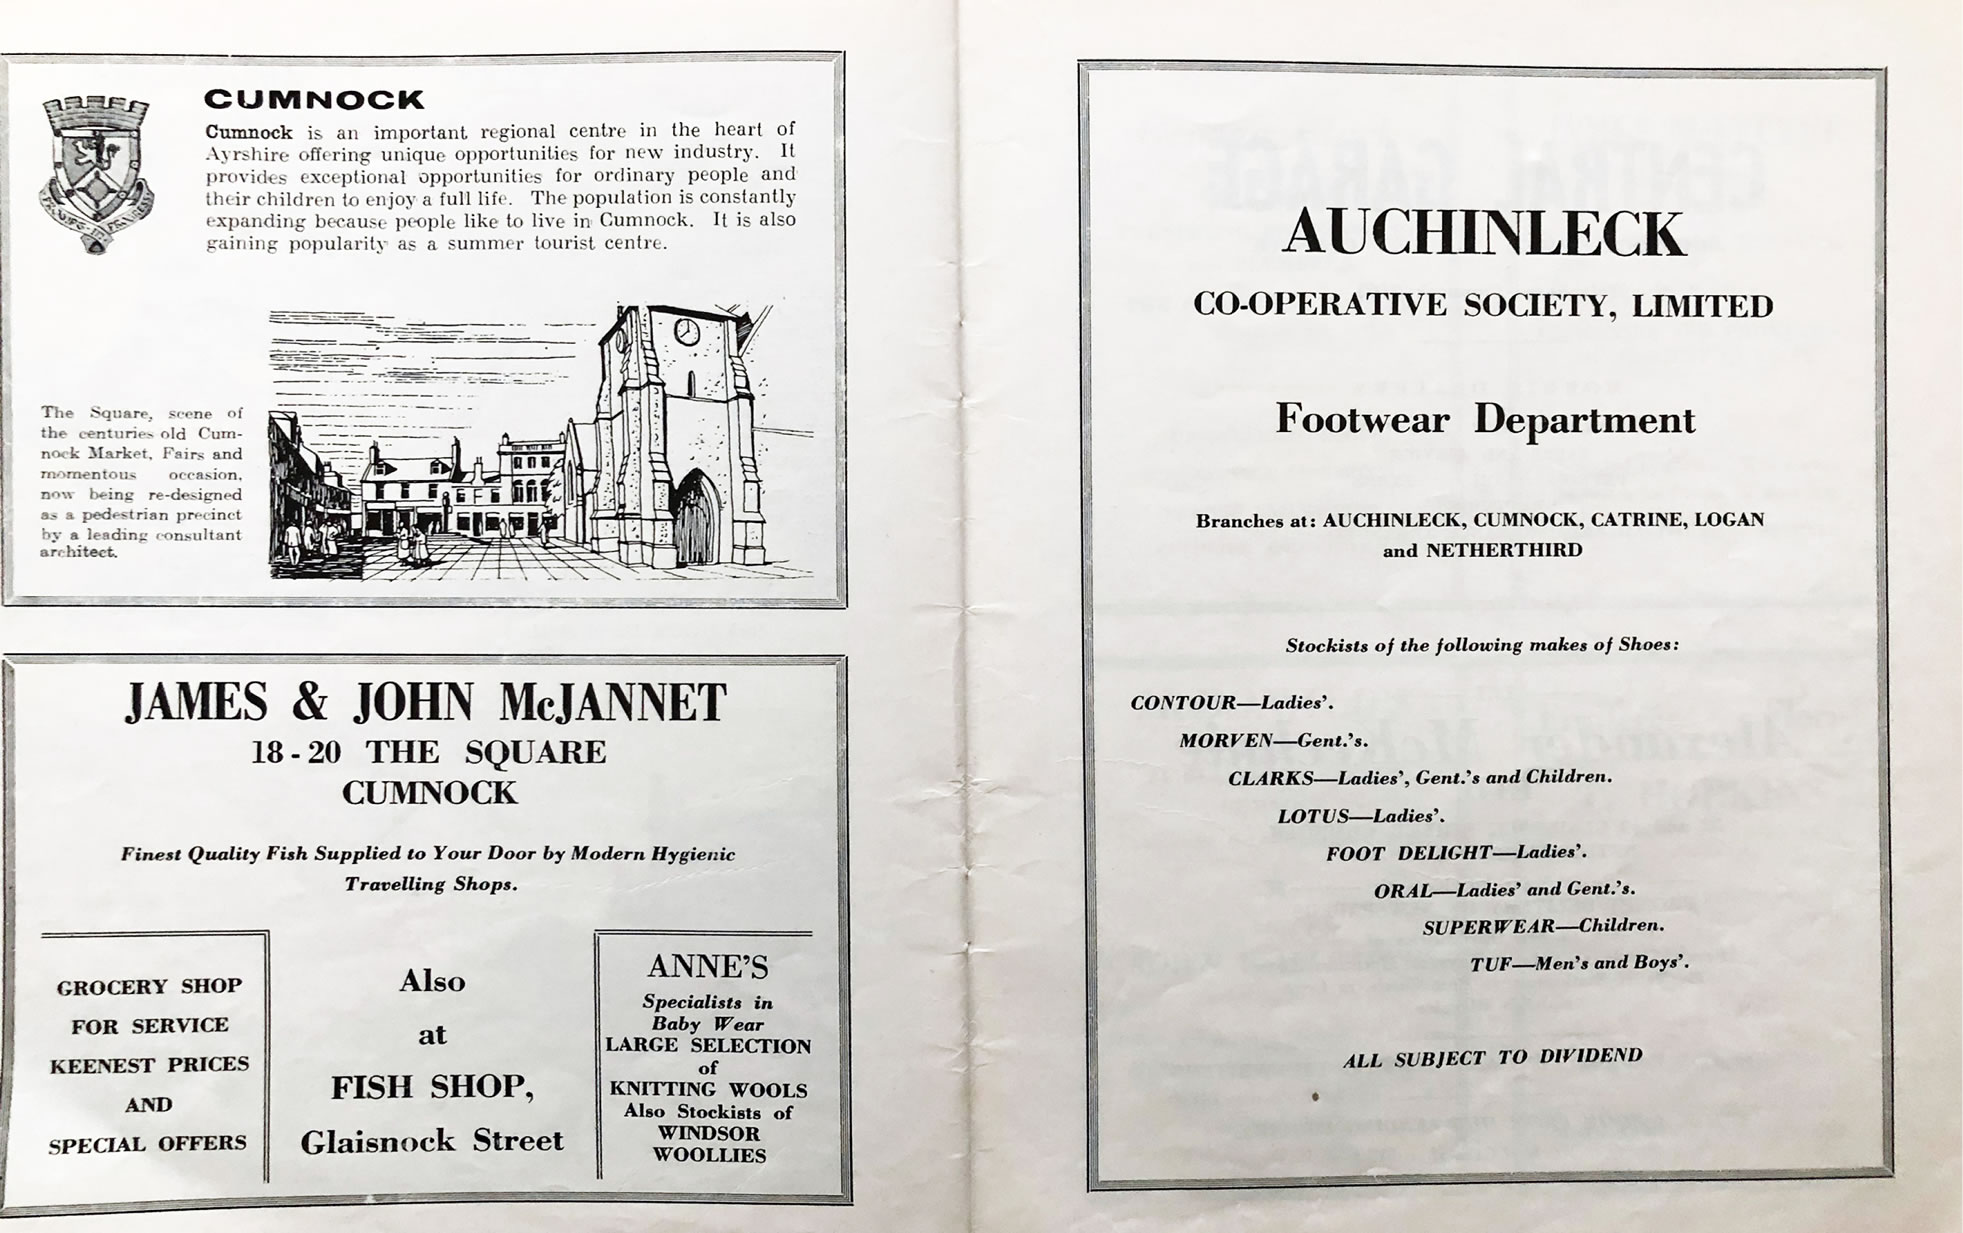 CUMNOCK
Cumnock is an important regional centre in the heart of
Ayrshire offering unique opportunities for new industry. It
provides exceptional opportunities for ordinary people and
their children to enjoy a full life. The population is constantly
expanding because people like to live in Cumnock. It is also
gaining popularity as a summer tourist centre.
The Square, scene of
the centuries old Cum-
nock Market, Fairs and
momentous occasion,
now being re-designed
as a pedestrian precinct
by a leading consultant
architect.
JAMES & JOHN McJANNET
18-20 THE SQUARE
CUMNOCK
Finest Quality Fish Supplied to Your Door by Modern Hygienic
Travelling Shops.
GROCERY SHOP
FOR SERVICE
KEENEST PRICES
AND
SPECIAL OFFERS
Also
at
FISH SHOP,
Glaisnock Street
ANNE'S
Specialists in
Baby Wear
LARGE SELECTION
of
KNITTING WOOLS
Also Stockists of
WINDSOR
WOOLLIES
AUCHINLECK
CO-OPERATIVE SOCIETY, LIMITED
Footwear Department
Branches at: AUCHINLECK, CUMNOCK, CATRINE, LOGAN
and NETHERTHIRD
Stockists of the following makes of Shoes:
CONTOUR—Ladies'.
MORVEN—Gent.'s.
CLARKS—Ladies', Gent.'s and Children.
LOTUS—Ladies'.
FOOT DELIGHT—Ladies'.
ORAL—Ladies' and Gent.'s.
SUPERWEAR—Children.
TUF—Men's and Boys'.
ALL SUBJECT TO DIVIDEND